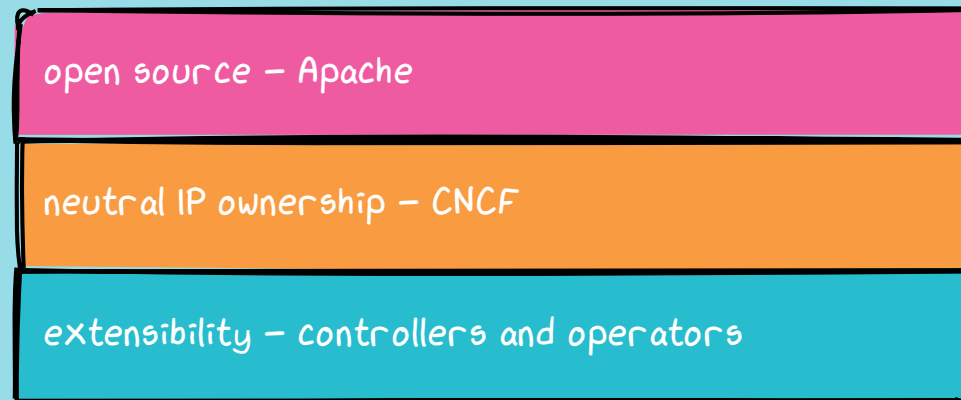 open source – Apache
neutral IP ownership – CNCF
extensibility – controllers and operators